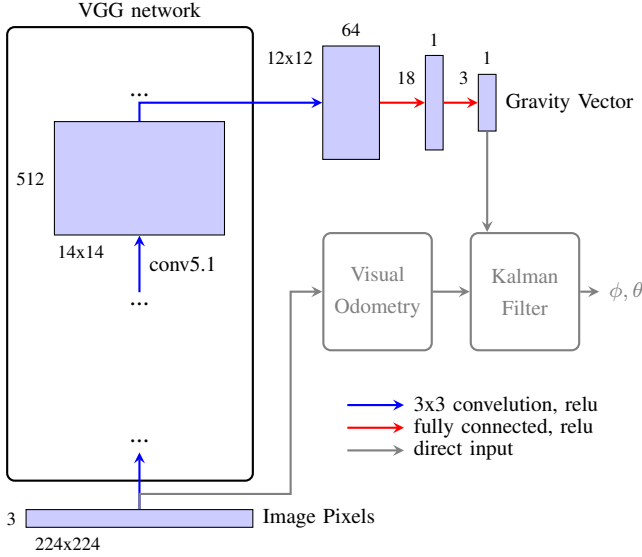 VGG network
...
64
12x12
18
1
3
1
Gravity Vector
512
14x14
conv5.1
...
Visual
Odometry
Kalman
Filter
ϕ, θ
...
3x3 convelution, relu
fully connected, relu
direct input
3
Image Pixels
224x224